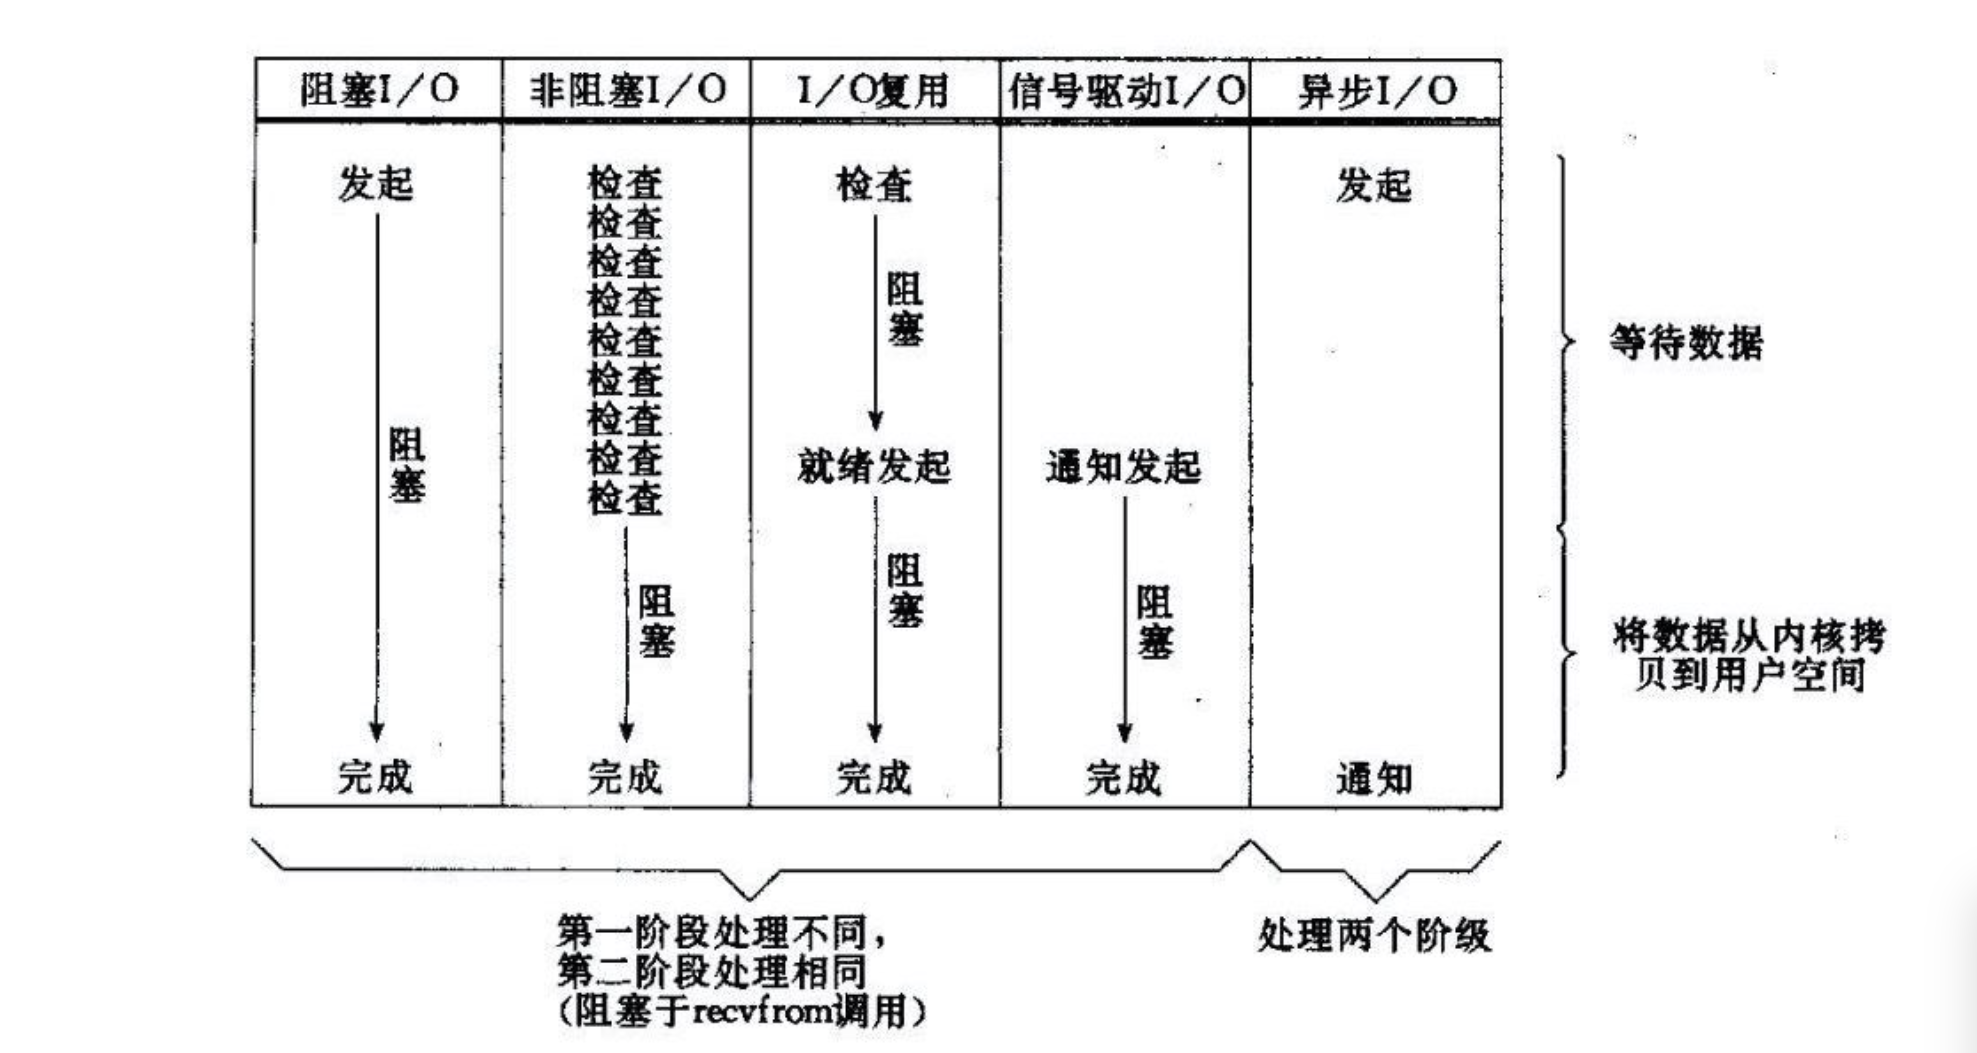 阻塞I/O 非阻塞I/O I/O复用 信号驱动I/O 异步I/O
发起 检查 检查 发起
检查
检查
检查
检查
检查
检查
检查
检查
阻塞
阻塞
就绪发起 通知发起
阻塞
阻塞
阻塞
完成 完成 完成 完成 通知
等待数据
将数据从内核拷
贝到用户空间
第一阶段处理不同,
第二阶段处理相同
(阻塞于recvfrom调用)
处理两个阶级